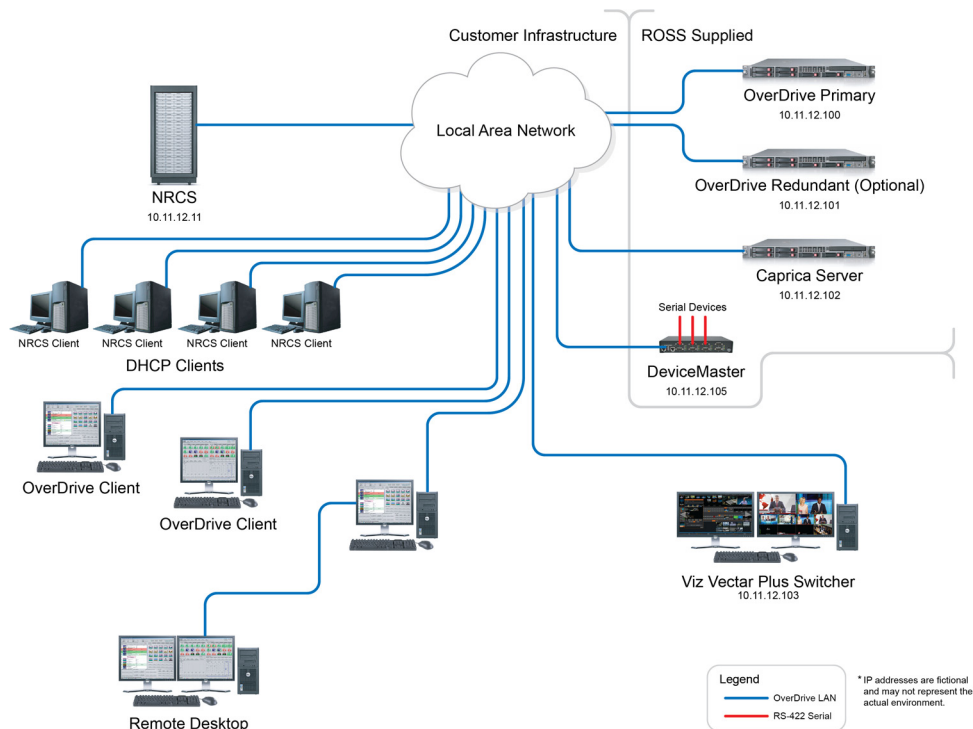 Customer Infrastructure
ROSS Supplied
Local Area Network
OverDrive Primary
10.11.12.100
NRCS
10.11.12.11
OverDrive Redundant (Optional)
10.11.12.101
Caprica Server
10.11.12.102
NRCS Client
NRCS Client
NRCS Client
NRCS Client
DHCP Clients
Serial Devices
DeviceMaster
10.11.12.105
OverDrive Client
OverDrive Client
Viz Vectar Plus Switcher
10.11.12.103
Remote Desktop
Legend
OverDrive LAN
RS-422 Serial
* IP addresses are fictional
and may not represent the
actual environment.